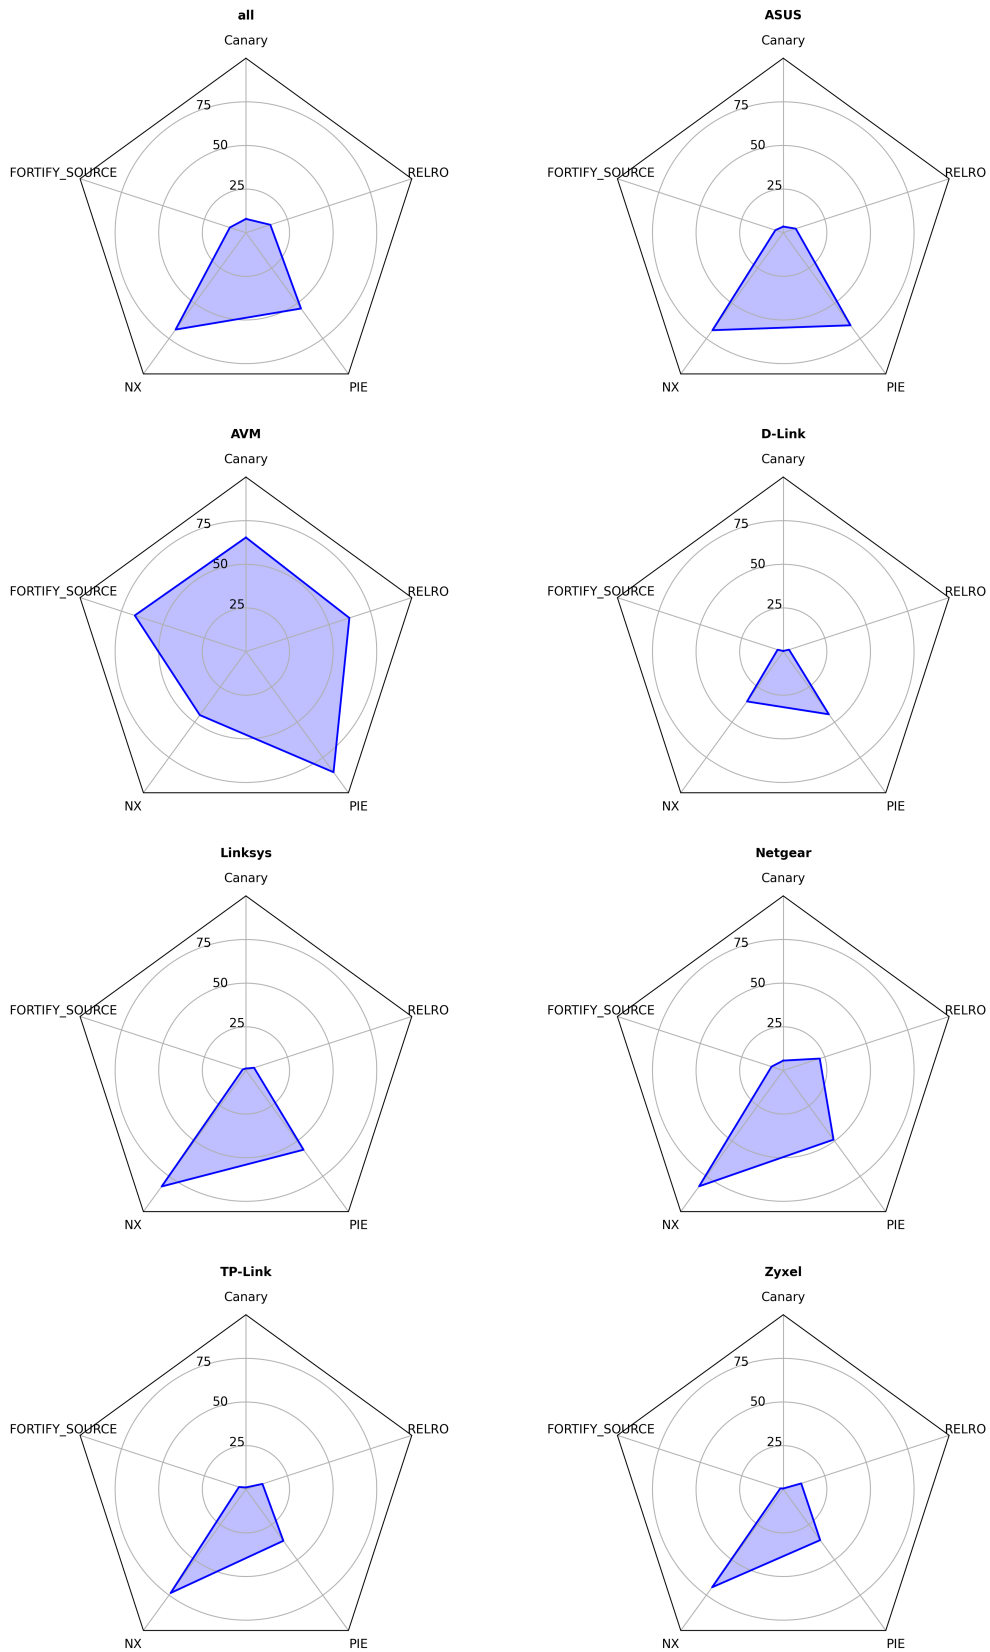 all
Canary
75
50
25
FORTIFY_SOURCE
RELRO
NX
PIE
ASUS
Canary
75
50
25
FORTIFY_SOURCE
RELRO
NX
PIE
AVM
Canary
75
50
25
FORTIFY_SOURCE
RELRO
NX
PIE
D-Link
Canary
75
50
25
FORTIFY_SOURCE
RELRO
NX
PIE
Linksys
Canary
75
50
25
FORTIFY_SOURCE
RELRO
NX
PIE
Netgear
Canary
75
50
25
FORTIFY_SOURCE
RELRO
NX
PIE
TP-Link
Canary
75
50
25
FORTIFY_SOURCE
RELRO
NX
PIE
Zyxel
Canary
75
50
25
FORTIFY_SOURCE
RELRO
NX
PIE